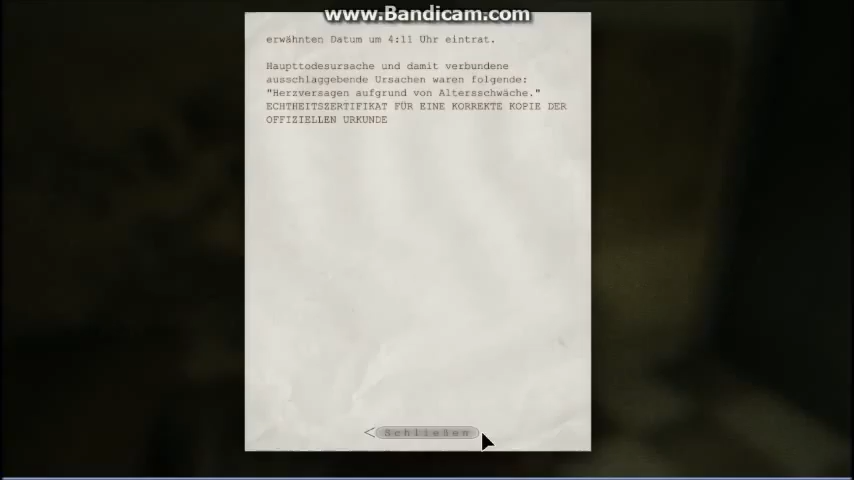 www.Bandicam.com
erwähnten Datum um 4:11 Uhr eintrat.
Haupttodesursache und damit verbundene
ausschlaggebende Ursachen waren folgende:
"Herzversagen aufgrund von Altersschwäche."
ECHTHEITSZERTIFIKAT FÜR EINE KORREKTE KOPIE DER
OFFIZIELLEN URKUNDE
< Schließen